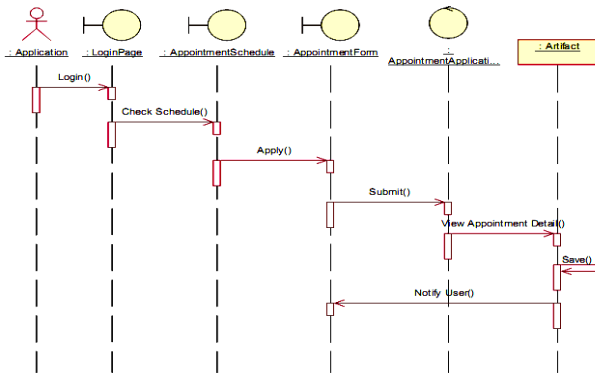 : Application
: LoginPage
: AppointmentSchedule
: AppointmentForm
:
AppointmentApplicati...
: Artifact
Login()
Check Schedule()
Apply()
Submit()
View Appointment Detail()
Save()
Notify User()